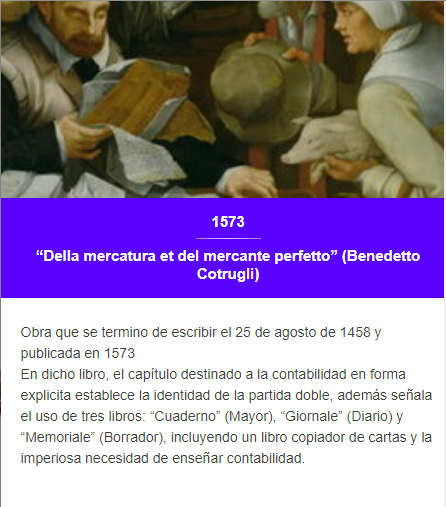 1573
“Della mercatura et del mercante perfetto” (Benedetto
Cotrugli)
Obra que se termino de escribir el 25 de agosto de 1458 y
publicada en 1573
En dicho libro, el capítulo destinado a la contabilidad en forma
explicita establece la identidad de la partida doble, además señala
el uso de tres libros: “Cuaderno” (Mayor), “Giornale” (Diario) y
“Memoriale” (Borrador), incluyendo un libro copiador de cartas y la
imperiosa necesidad de enseñar contabilidad.